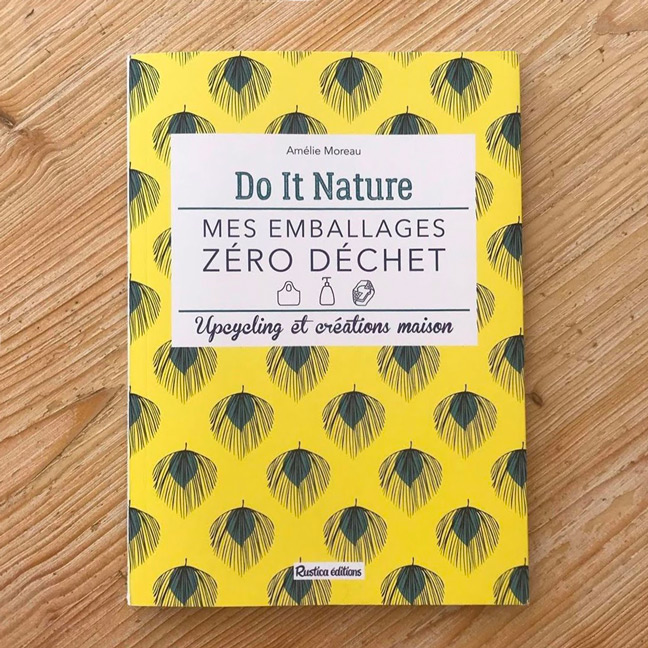 Amélie Moreau
Do It Nature
MES EMBALLAGES
ZÉRO DÉCHET
Upcycling et créations maison
Rustica éditions